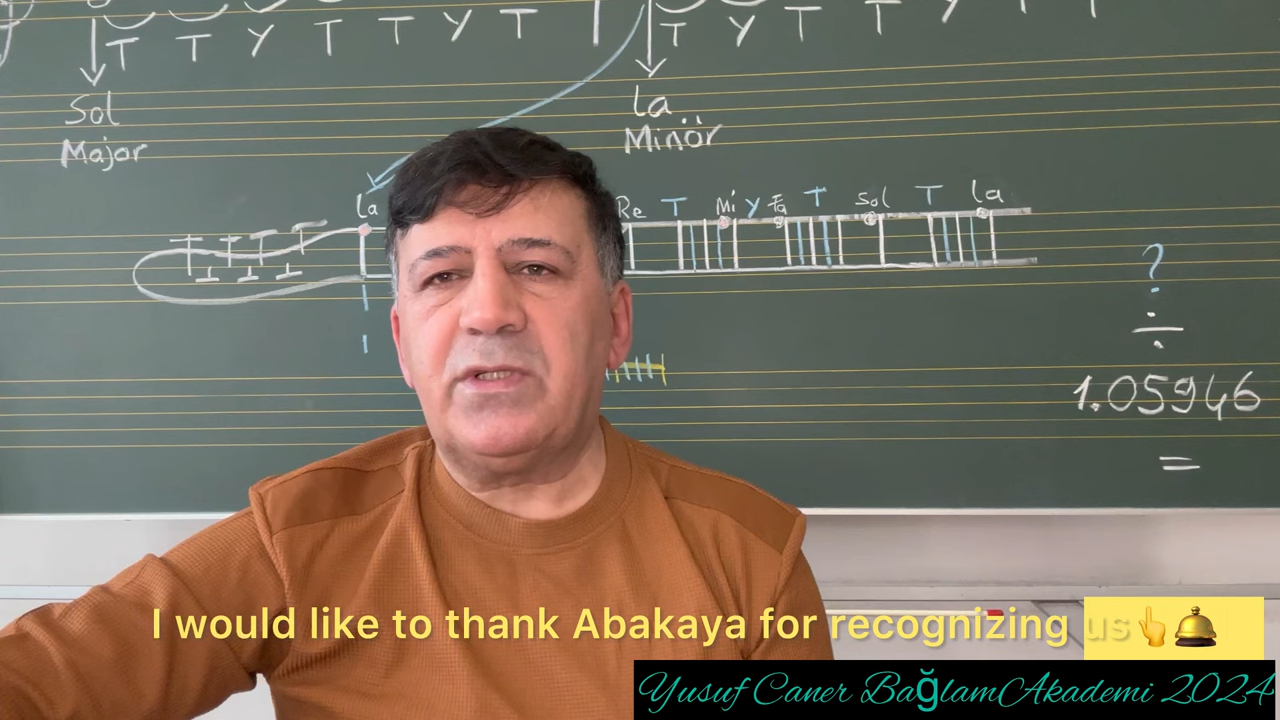 T T Y T T Y T T Y T T Y T T
Sol
Major
la
Minör
la Re T Mi Y Fa T Sol T la
?
÷
1.05946
=
I would like to thank Abakaya for recognizing us👆🛎️
Yusuf Caner BağlamAkademi 2024